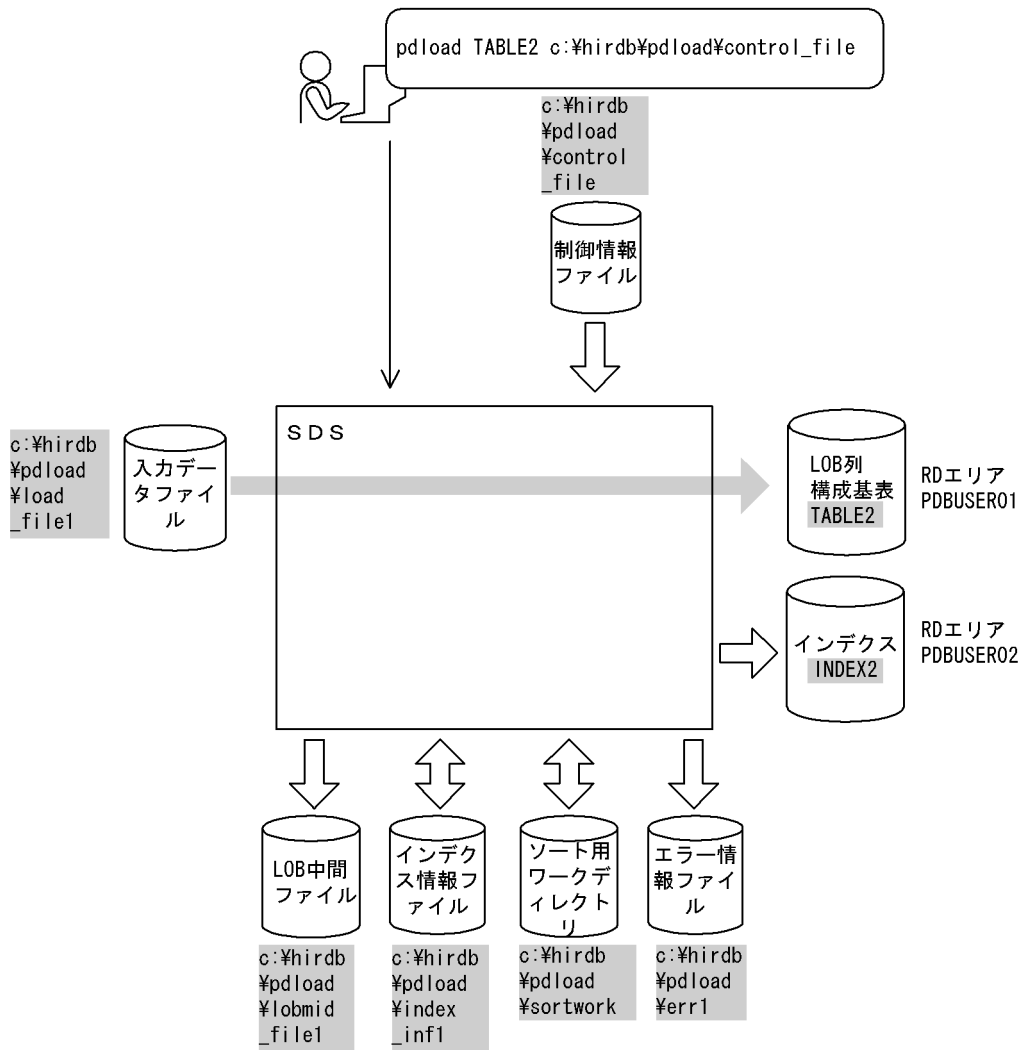 pdload TABLE2 c:¥hirdb¥pdload¥control_file
c:¥hirdb
¥pdload
¥control
_file
制御情報
ファイル
SDS
c:¥hirdb
¥pdload
¥load
_file1
入力デー
タファイ
ル
LOB列
構成基表
TABLE2
RDエリア
PDBUSER01
インデクス
INDEX2
RDエリア
PDBUSER02
LOB中間
ファイル
c:¥hirdb
¥pdload
¥lobmid
_file1
インデク
ス情報フ
ァイル
c:¥hirdb
¥pdload
¥index
_inf1
ソート用
ワークデ
ィレクト
リ
c:¥hirdb
¥pdload
¥sortwork
エラー情
報ファイ
ル
c:¥hirdb
¥pdload
¥err1